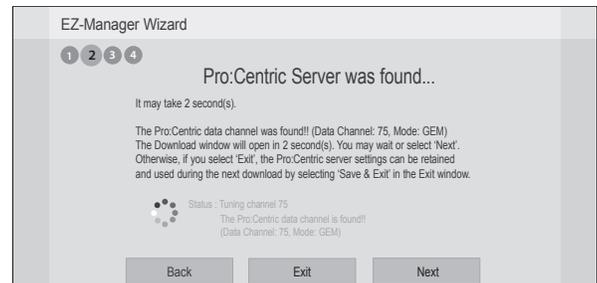 EZ-Manager Wizard
1 2 3 4
Pro:Centric Server was found...
It may take 2 second(s).
The Pro:Centric data channel was found!! (Data Channel: 75, Mode: GEM)
The Download window will open in 2 second(s). You may wait or select ‘Next’.
Otherwise, if you select ‘Exit’, the Pro:Centric server settings can be retained
and used during the next download by selecting ‘Save & Exit’ in the Exit window.
Status : Tuning channel 75
The Pro:Centric data channel is found!!
(Data Channel: 75, Mode: GEM)
Back Exit Next